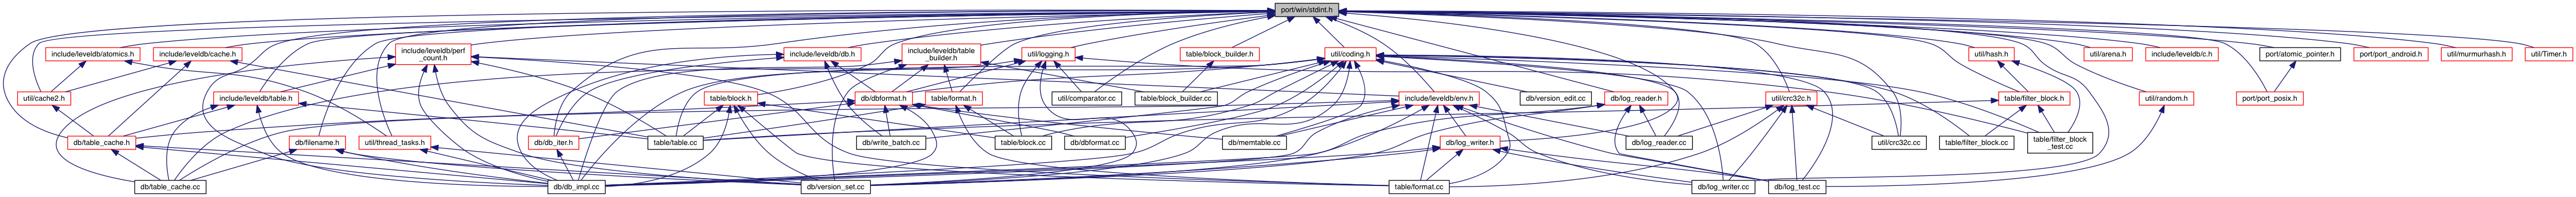 port/win/stdint.h
include/leveldb/atomics.h
include/leveldb/cache.h
include/leveldb/perf
_count.h
include/leveldb/db.h
include/leveldb/table
_builder.h
util/logging.h
table/block_builder.h
util/coding.h
util/hash.h
util/arena.h
include/leveldb/c.h
port/atomic_pointer.h
port/port_android.h
util/murmurhash.h
util/Timer.h
util/cache2.h
include/leveldb/table.h
table/block.h
db/dbformat.h
table/format.h
util/comparator.cc
table/block_builder.cc
include/leveldb/env.h
db/version_edit.cc
db/log_reader.h
util/crc32c.h
table/filter_block.h
util/random.h
port/port_posix.h
db/table_cache.h
db/filename.h
util/thread_tasks.h
db/db_iter.h
table/table.cc
db/write_batch.cc
table/block.cc
db/dbformat.cc
db/memtable.cc
db/log_writer.h
db/log_reader.cc
util/crc32c.cc
table/filter_block.cc
table/filter_block
_test.cc
db/table_cache.cc
db/db_impl.cc
db/version_set.cc
table/format.cc
db/log_writer.cc
db/log_test.cc